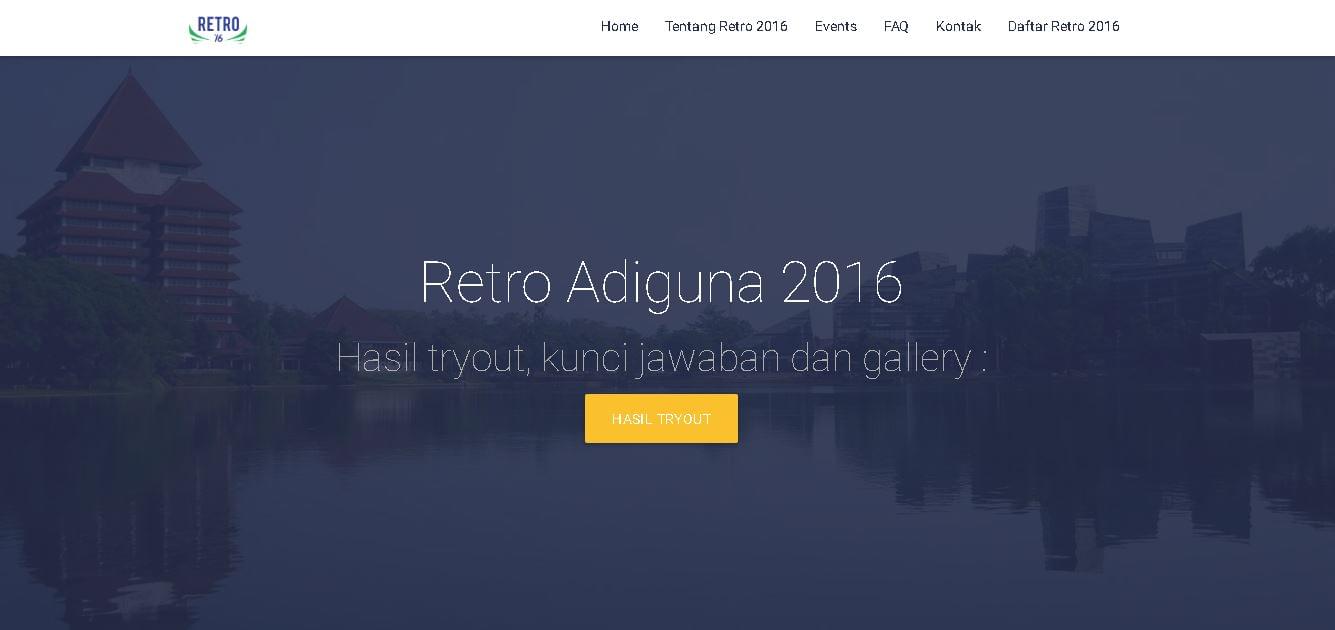 RETRO
'16
Home Tentang Retro 2016 Events FAQ Kontak Daftar Retro 2016
Retro Adiguna 2016
Hasil tryout, kunci jawaban dan gallery :
HASIL TRYOUT